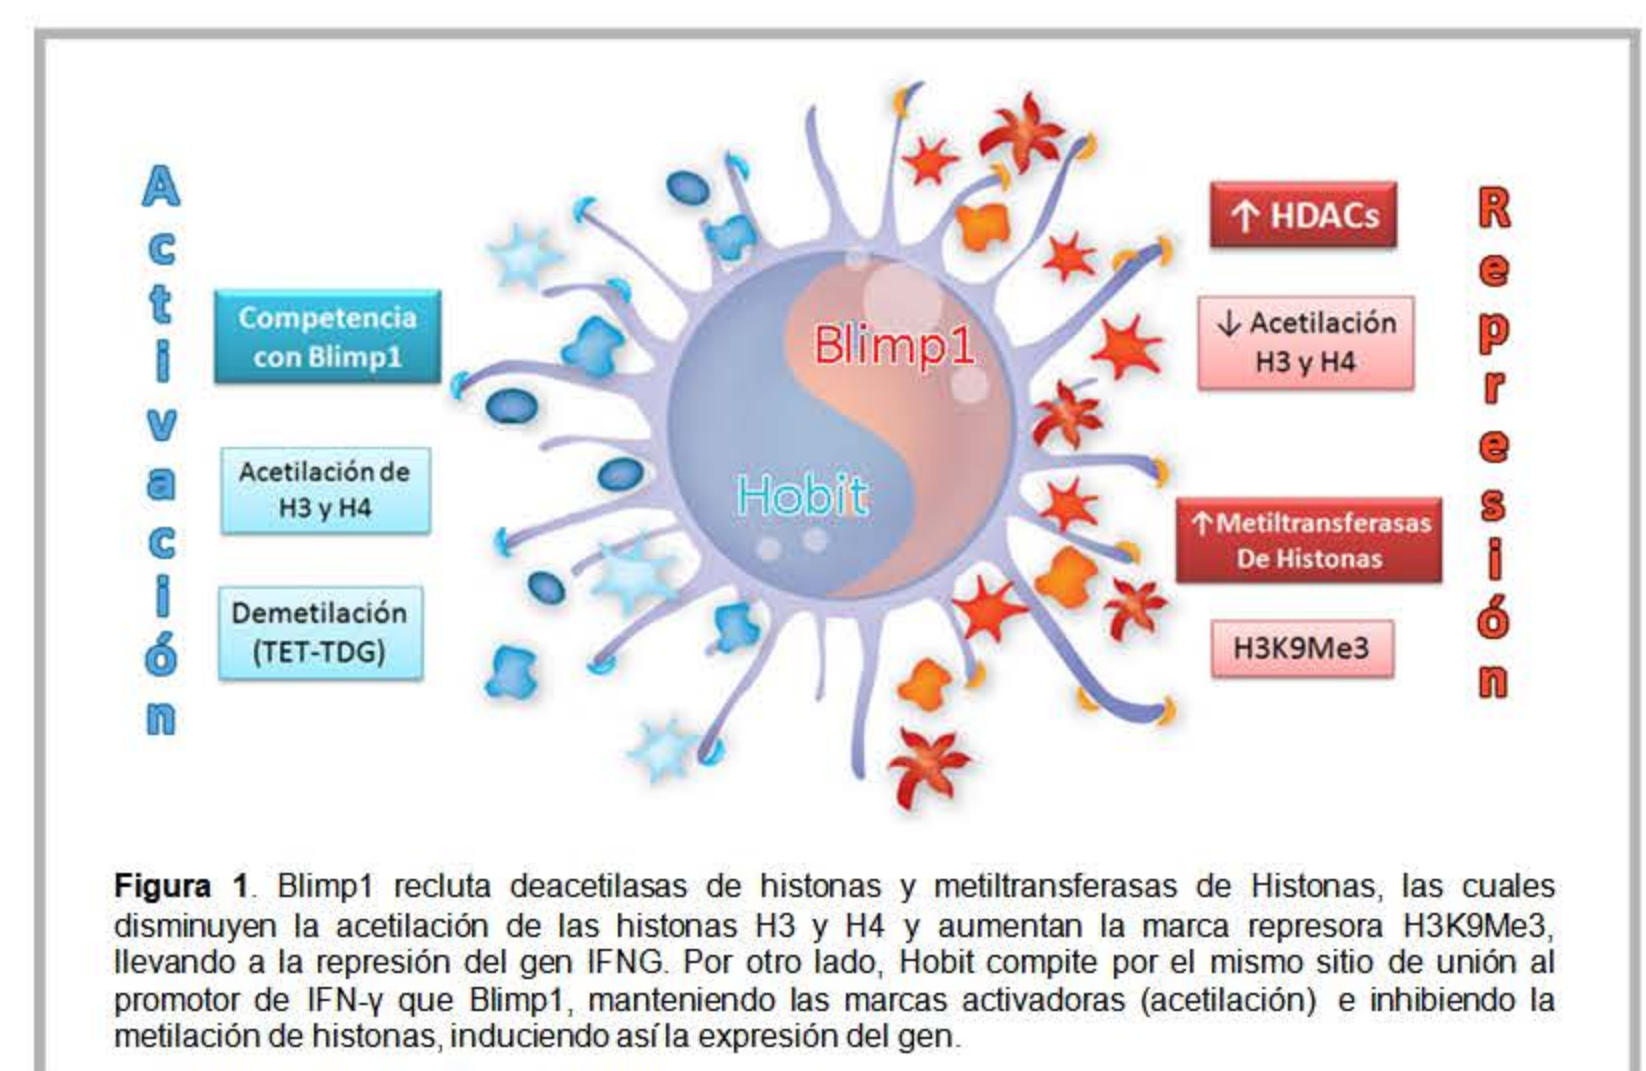 Activación
Competencia
con Blimp1
Acetilación de
H3 y H4
Demetilación
(TET-TDG)
Blimp1
Hobit
↑ HDACs
↓ Acetilación
H3 y H4
↑Metiltransferasas
De Histonas
H3K9Me3
Represión
Figura 1. Blimp1 recluta deacetilasas de histonas y metiltransferasas de Histonas, las cuales
disminuyen la acetilación de las histonas H3 y H4 y aumentan la marca represora H3K9Me3,
llevando a la represión del gen IFNG. Por otro lado, Hobit compite por el mismo sitio de unión al
promotor de IFN-γ que Blimp1, manteniendo las marcas activadoras (acetilación) e inhibiendo la
metilación de histonas, induciendo así la expresión del gen.